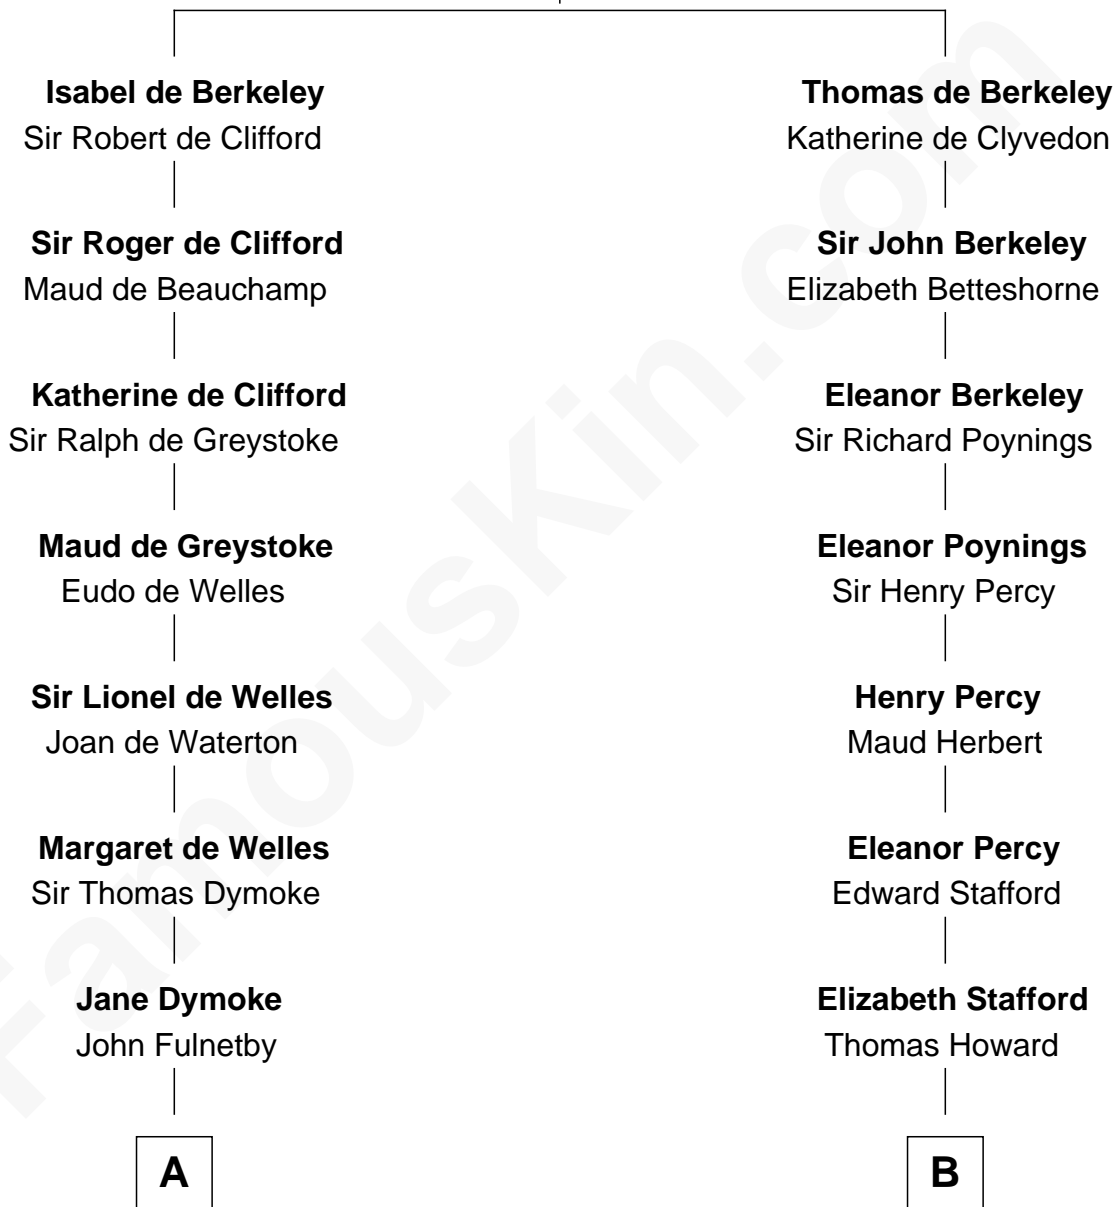 Isabel de Berkeley
Sir Robert de Clifford
Sir Roger de Clifford
Maud de Beauchamp
Katherine de Clifford
Sir Ralph de Greystoke
Maud de Greystoke
Eudo de Welles
Sir Lionel de Welles
Joan de Waterton
Margaret de Welles
Sir Thomas Dymoke
Jane Dymoke
John Fulnetby
A
Thomas de Berkeley
Katherine de Clyvedon
Sir John Berkeley
Elizabeth Betteshorne
Eleanor Berkeley
Sir Richard Poynings
Eleanor Poynings
Sir Henry Percy
Henry Percy
Maud Herbert
Eleanor Percy
Edward Stafford
Elizabeth Stafford
Thomas Howard
B
FamousKin.com